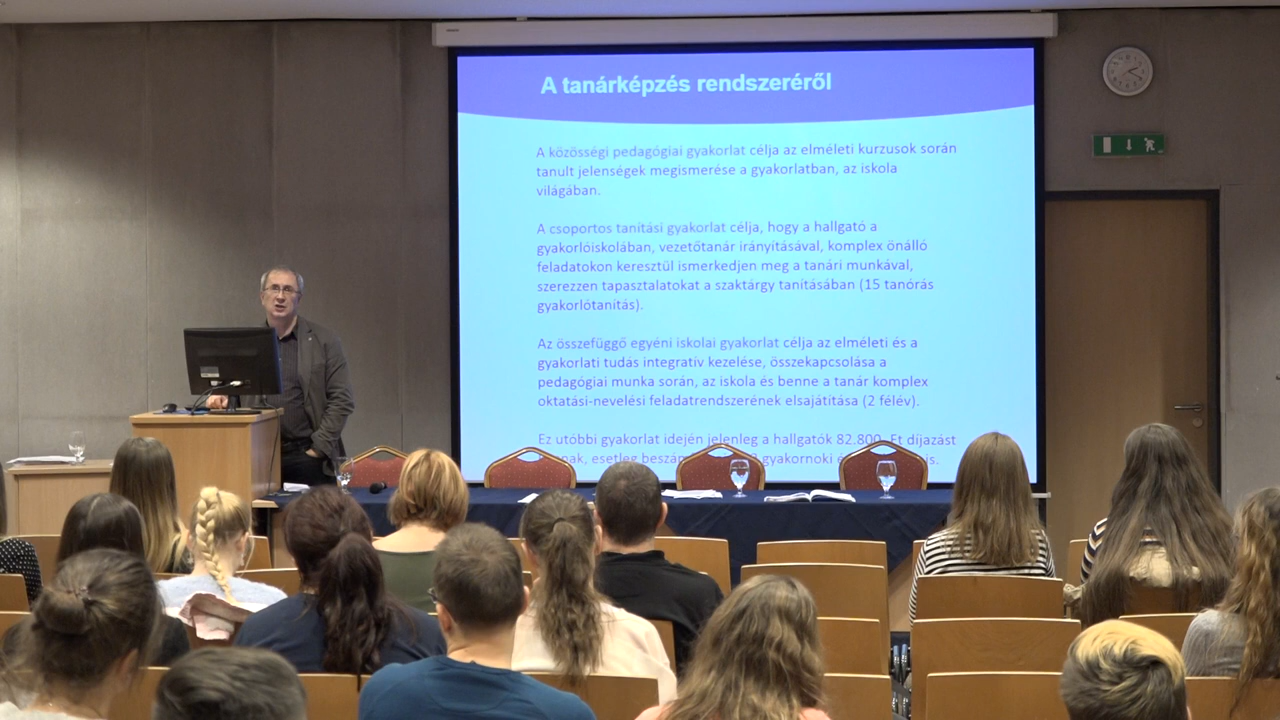 A tanárképzés rendszeréről
A közösségi pedagógiai gyakorlat célja az elméleti kurzusok során
tanult jelenségek megismerése a gyakorlatban, az iskola
világában.
A csoportos tanítási gyakorlat célja, hogy a hallgató a
gyakorlóiskolában, vezetőtanár irányításával, komplex önálló
feladatokon keresztül ismerkedjen meg a tanári munkával,
szerezzen tapasztalatokat a szaktárgy tanításában (15 tanórás
gyakorlótanítás).
Az összefüggő egyéni iskolai gyakorlat célja az elméleti és a
gyakorlati tudás integratív kezelése, összekapcsolása a
pedagógiai munka során, az iskola és benne a tanár komplex
oktatási-nevelési feladatrendszerének elsajátítása (2 félév).
Ez utóbbi gyakorlat idején jelenleg a hallgatók 82.800- Ft díjazást
esetleg gyakornoki is.